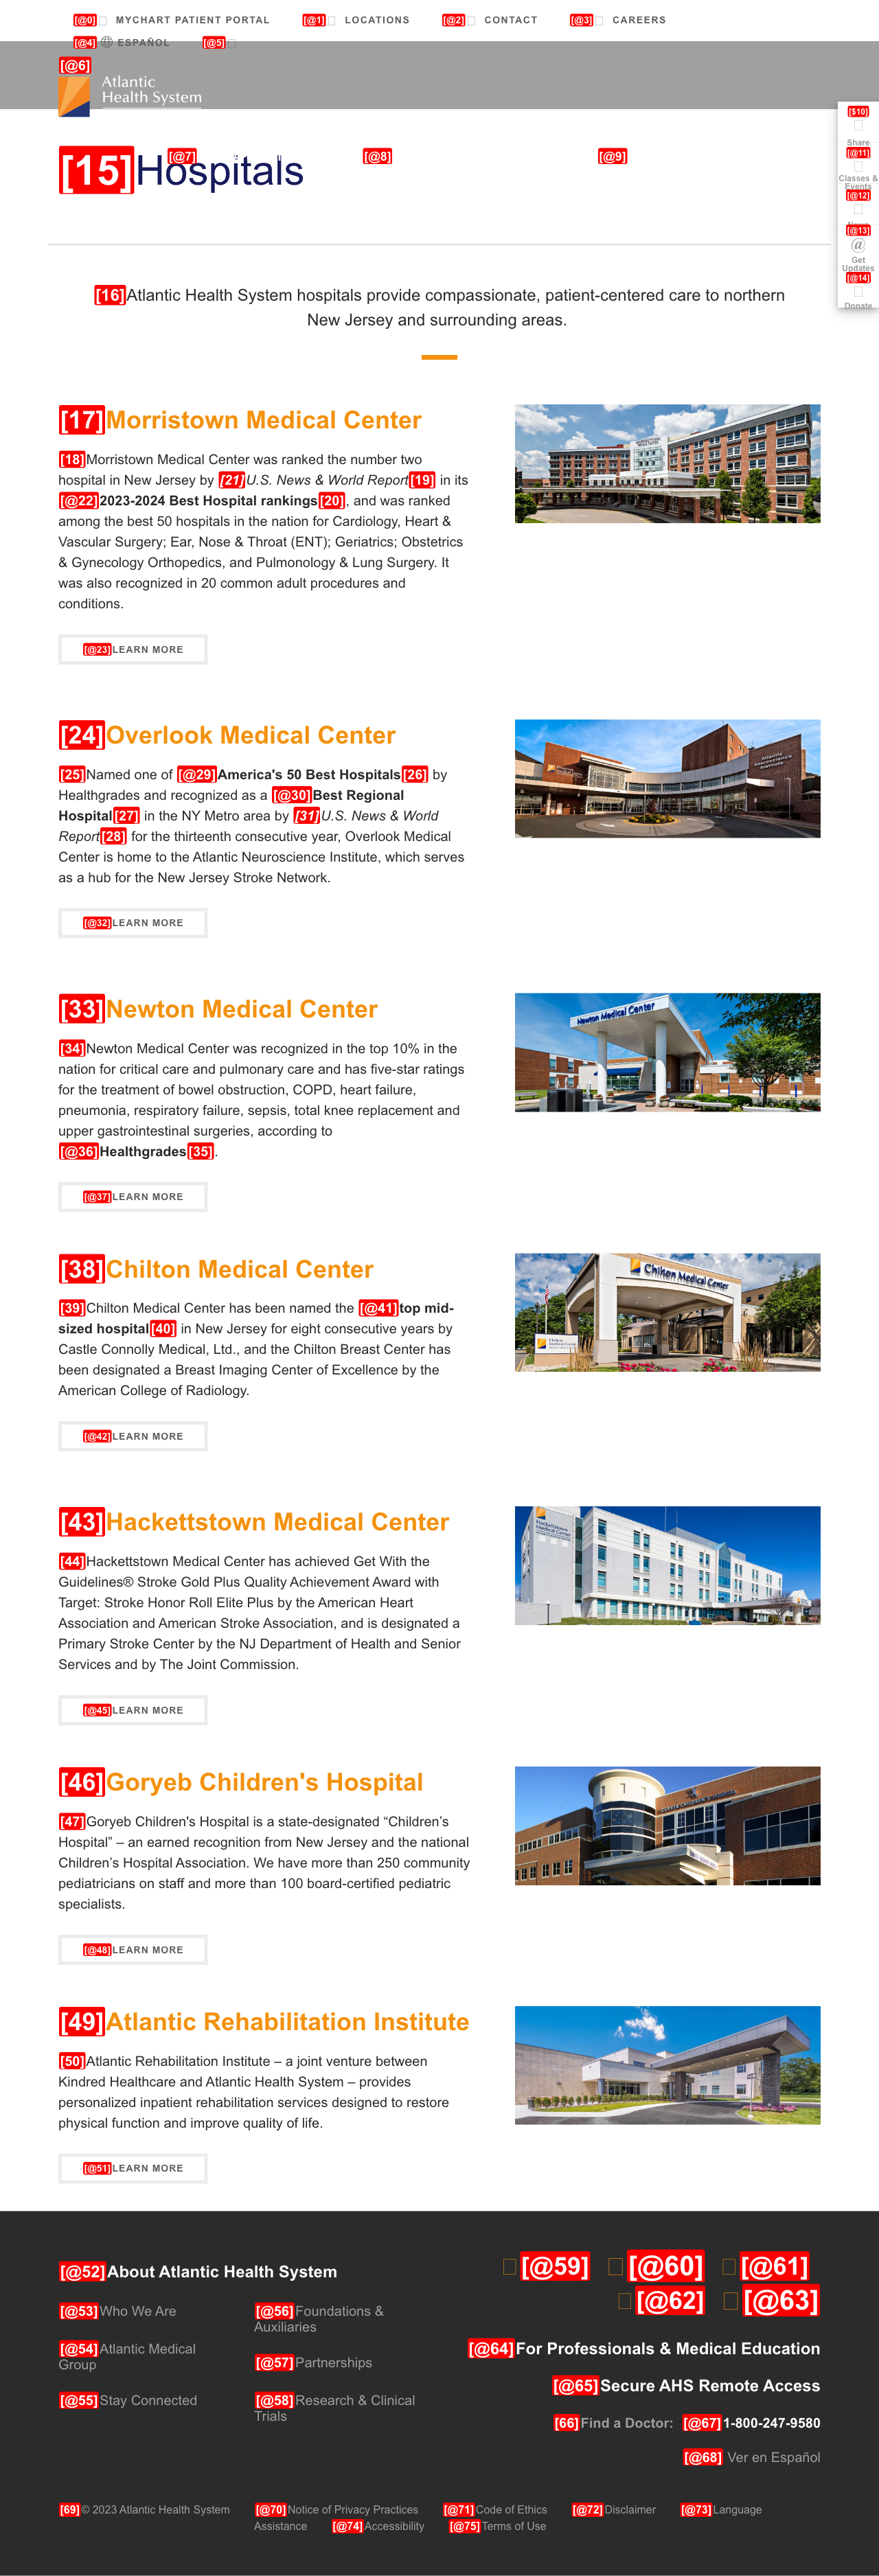 [@0] MYCHART PATIENT PORTAL [@1] LOCATIONS [@2] CONTACT [@3] CAREERS
[@4] ESPAÑOL [@5]
[@6]
Atlantic
Health System
[$10]
Share
[@11]
Classes &
Events
[@12]
[@13]
@
Get
Updates
[@14]
Donate
[@7] [@8] [@9]
[15]Hospitals
[16]Atlantic Health System hospitals provide compassionate, patient-centered care to northern
New Jersey and surrounding areas.
[17]Morristown Medical Center
[18]Morristown Medical Center was ranked the number two
hospital in New Jersey by [21]U.S. News & World Report[19] in its
[@22]2023-2024 Best Hospital rankings[20], and was ranked
among the best 50 hospitals in the nation for Cardiology, Heart &
Vascular Surgery; Ear, Nose & Throat (ENT); Geriatrics; Obstetrics
& Gynecology Orthopedics, and Pulmonology & Lung Surgery. It
was also recognized in 20 common adult procedures and
conditions.
[@23]LEARN MORE
[24]Overlook Medical Center
[25]Named one of [@29]America's 50 Best Hospitals[26] by
Healthgrades and recognized as a [@30]Best Regional
Hospital[27] in the NY Metro area by [31]U.S. News & World
Report[28] for the thirteenth consecutive year, Overlook Medical
Center is home to the Atlantic Neuroscience Institute, which serves
as a hub for the New Jersey Stroke Network.
Atlantic
Neuroscience
Institute
[@32]LEARN MORE
[33]Newton Medical Center
[34]Newton Medical Center was recognized in the top 10% in the
nation for critical care and pulmonary care and has five-star ratings
for the treatment of bowel obstruction, COPD, heart failure,
pneumonia, respiratory failure, sepsis, total knee replacement and
upper gastrointestinal surgeries, according to
[@36]Healthgrades[35].
Newton Medical Center
[@37]LEARN MORE
[38]Chilton Medical Center
[39]Chilton Medical Center has been named the [@41]top mid-
sized hospital[40] in New Jersey for eight consecutive years by
Castle Connolly Medical, Ltd., and the Chilton Breast Center has
been designated a Breast Imaging Center of Excellence by the
American College of Radiology.
Chilton Medical Center
[@42]LEARN MORE
[43]Hackettstown Medical Center
[44]Hackettstown Medical Center has achieved Get With the
Guidelines® Stroke Gold Plus Quality Achievement Award with
Target: Stroke Honor Roll Elite Plus by the American Heart
Association and American Stroke Association, and is designated a
Primary Stroke Center by the NJ Department of Health and Senior
Services and by The Joint Commission.
Hackettstown
Medical Center
[@45]LEARN MORE
[46]Goryeb Children's Hospital
[47]Goryeb Children's Hospital is a state-designated “Children’s
Hospital” – an earned recognition from New Jersey and the national
Children’s Hospital Association. We have more than 250 community
pediatricians on staff and more than 100 board-certified pediatric
specialists.
[@48]LEARN MORE
[49]Atlantic Rehabilitation Institute
[50]Atlantic Rehabilitation Institute – a joint venture between
Kindred Healthcare and Atlantic Health System – provides
personalized inpatient rehabilitation services designed to restore
physical function and improve quality of life.
[@51]LEARN MORE
[@52]About Atlantic Health System
[@53]Who We Are
[@54]Atlantic Medical
Group
[@55]Stay Connected
[@56]Foundations &
Auxiliaries
[@57]Partnerships
[@58]Research & Clinical
Trials
[@59] [@60] [@61]
[@62] [@63]
[@64]For Professionals & Medical Education
[@65]Secure AHS Remote Access
[66]Find a Doctor: [@67]1-800-247-9580
[@68] Ver en Español
[69]© 2023 Atlantic Health System [@70]Notice of Privacy Practices [@71]Code of Ethics [@72]Disclaimer [@73]Language
Assistance [@74]Accessibility [@75]Terms of Use